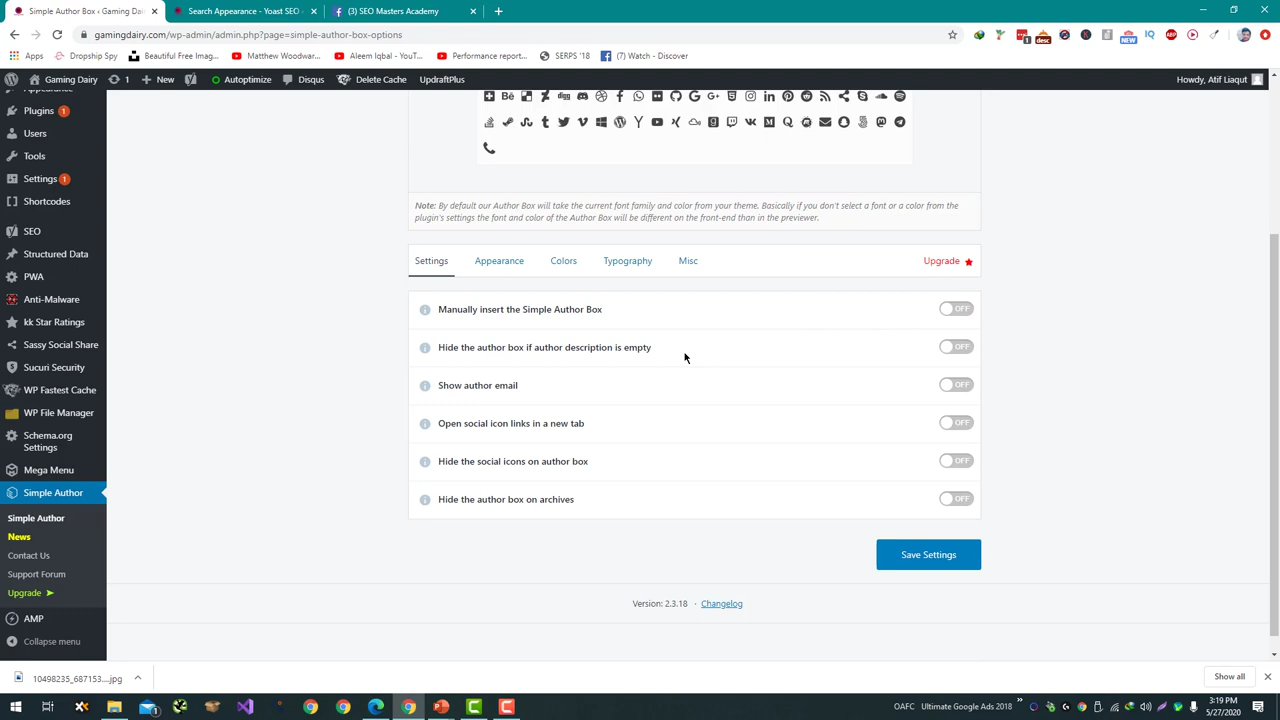 Simple Author Box ‹ Gaming Dair
Search Appearance - Yoast SEO ‹
(3) SEO Masters Academy
gamingdairy.com/wp-admin/admin.php?page=simple-author-box-options
Apps
Dropship Spy
Beautiful Free Imag...
Matthew Woodwar...
Aleem Iqbal - YouT...
Performance report...
SERPS '18
(7) Watch - Discover
Gaming Dairy
1
New
Autoptimize
Disqus
Delete Cache
UpdraftPlus
Howdy, Atif Liaqut
Appearance
Plugins 1
Users
Tools
Settings 1
Shortcodes
SEO
Structured Data
PWA
Anti-Malware
kk Star Ratings
Sassy Social Share
Sucuri Security
WP Fastest Cache
WP File Manager
Schema.org
Settings
Mega Menu
Simple Author
Simple Author
News
Contact Us
Support Forum
Upgrade ➤
AMP
Collapse menu
Note: By default our Author Box will take the current font family and color from your theme. Basically if you don't select a font or a color from the
plugin's settings the font and color of the Author Box will be different on the front-end than in the previewer.
Settings
Appearance
Colors
Typography
Misc
Upgrade
Manually insert the Simple Author Box
OFF
Hide the author box if author description is empty
OFF
Show author email
OFF
Open social icon links in a new tab
OFF
Hide the social icons on author box
OFF
Hide the author box on archives
OFF
Save Settings
Version: 2.3.18 · Changelog
10498235_687153....jpg
Show all
OAFC
Ultimate Google Ads 2018
3:19 PM
5/27/2020